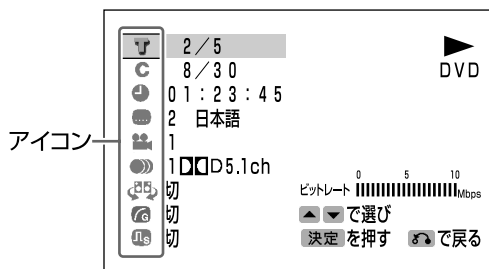 T 2/5
C 8/30
01:23:45
2 日本語
1
1 D5.1ch
切
G 切
S 切
アイコン
DVD
0 5 10
ビットレート Mbps
▲ ▼ で選び
決定 を押す で戻る